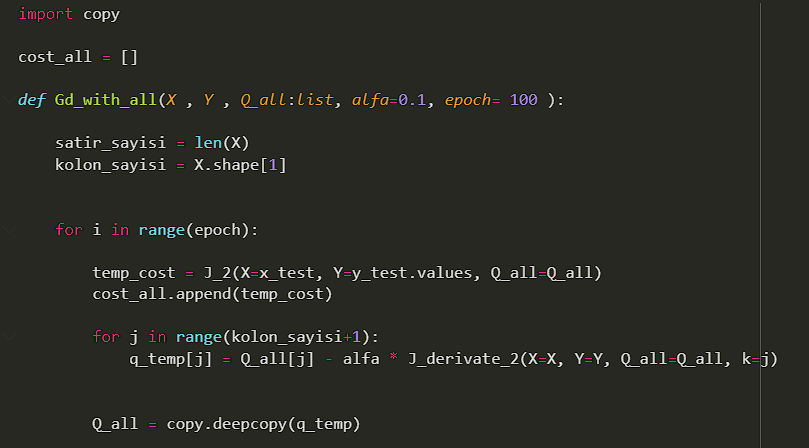 import copy
cost_all = []
def Gd_with_all(X , Y , Q_all:list, alfa=0.1, epoch= 100 ):
satir_sayisi = len(X)
kolon_sayisi = X.shape[1]
for i in range(epoch):
temp_cost = J_2(X=x_test, Y=y_test.values, Q_all=Q_all)
cost_all.append(temp_cost)
for j in range(kolon_sayisi+1):
q_temp[j] = Q_all[j] - alfa * J_derivate_2(X=X, Y=Y, Q_all=Q_all, k=j)
Q_all = copy.deepcopy(q_temp)